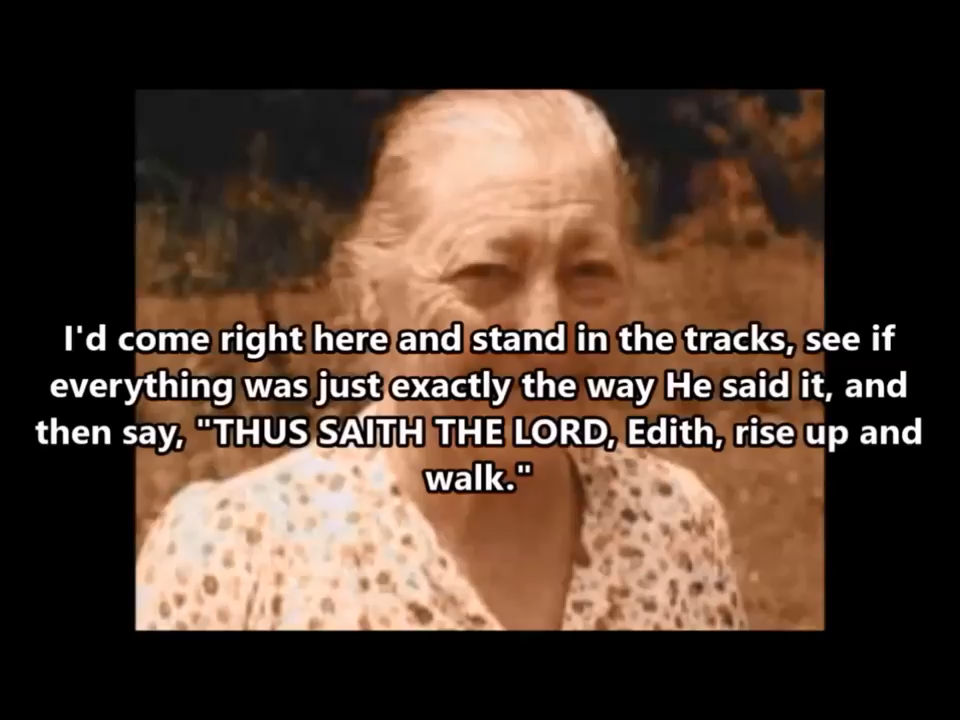 I'd come right here and stand in the tracks, see if
everything was just exactly the way He said it, and
then say, "THUS SAITH THE LORD, Edith, rise up and
walk."